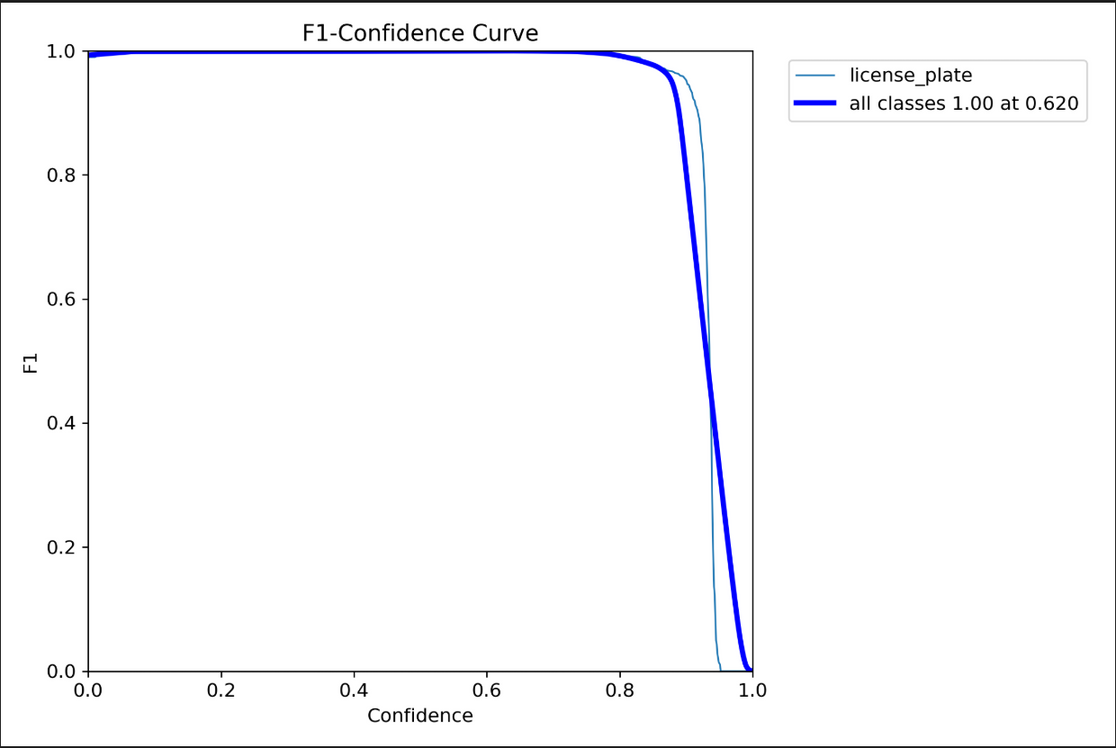 F1-Confidence Curve
license_plate
all classes 1.00 at 0.620
1.0
0.8
0.6
0.4
0.2
0.0
F1
0.0 0.2 0.4 0.6 0.8 1.0
Confidence